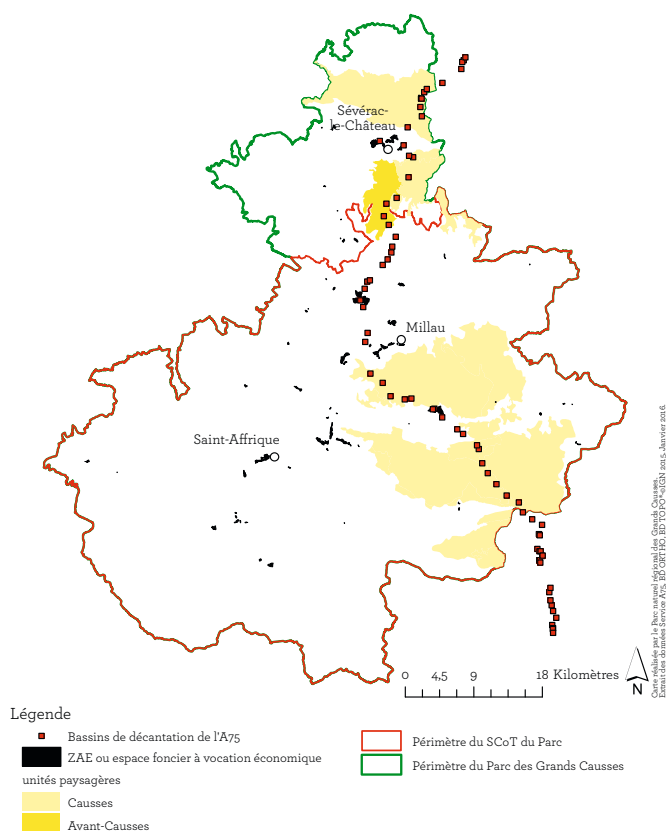 Sévérac-
le-Château
Millau
Saint-Affrique
0 4,5 9 18 Kilomètres
N
Carte réalisée par le Parc naturel régional des Grands Causses.
Extrait des données Service A75, BD ORTHO, BD TOPO®©IGN 2015, Janvier 2016.
Légende
Bassins de décantation de l'A75
ZAE ou espace foncier à vocation économique
unités paysagères
Causses
Avant-Causses
Périmètre du SCoT du Parc
Périmètre du Parc des Grands Causses